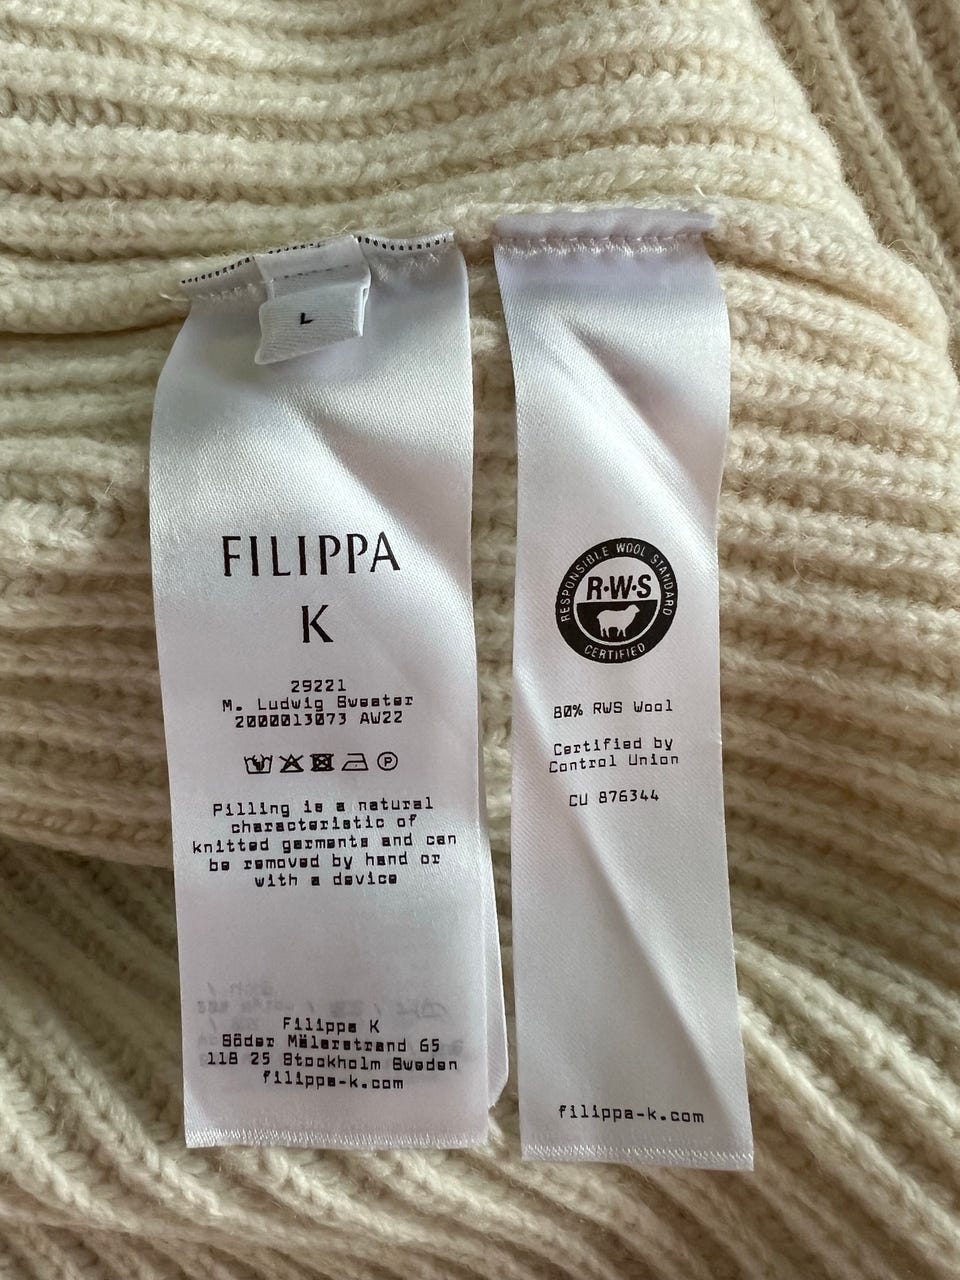 L
FILIPPA
K
29221
M. Ludwig Sweater
2000013073 AW22
P
Pilling is a natural
characteristic of
knitted garments and can
be removed by hand or
with a device
Filippa K
Söder Mälarstrand 65
118 25 Stockholm Sweden
filippa-k.com
RESPONSIBLE WOOL STANDARD
R·W·S
CERTIFIED
80% RWS Wool
Certified by
Control Union
CU 876344
filippa-k.com